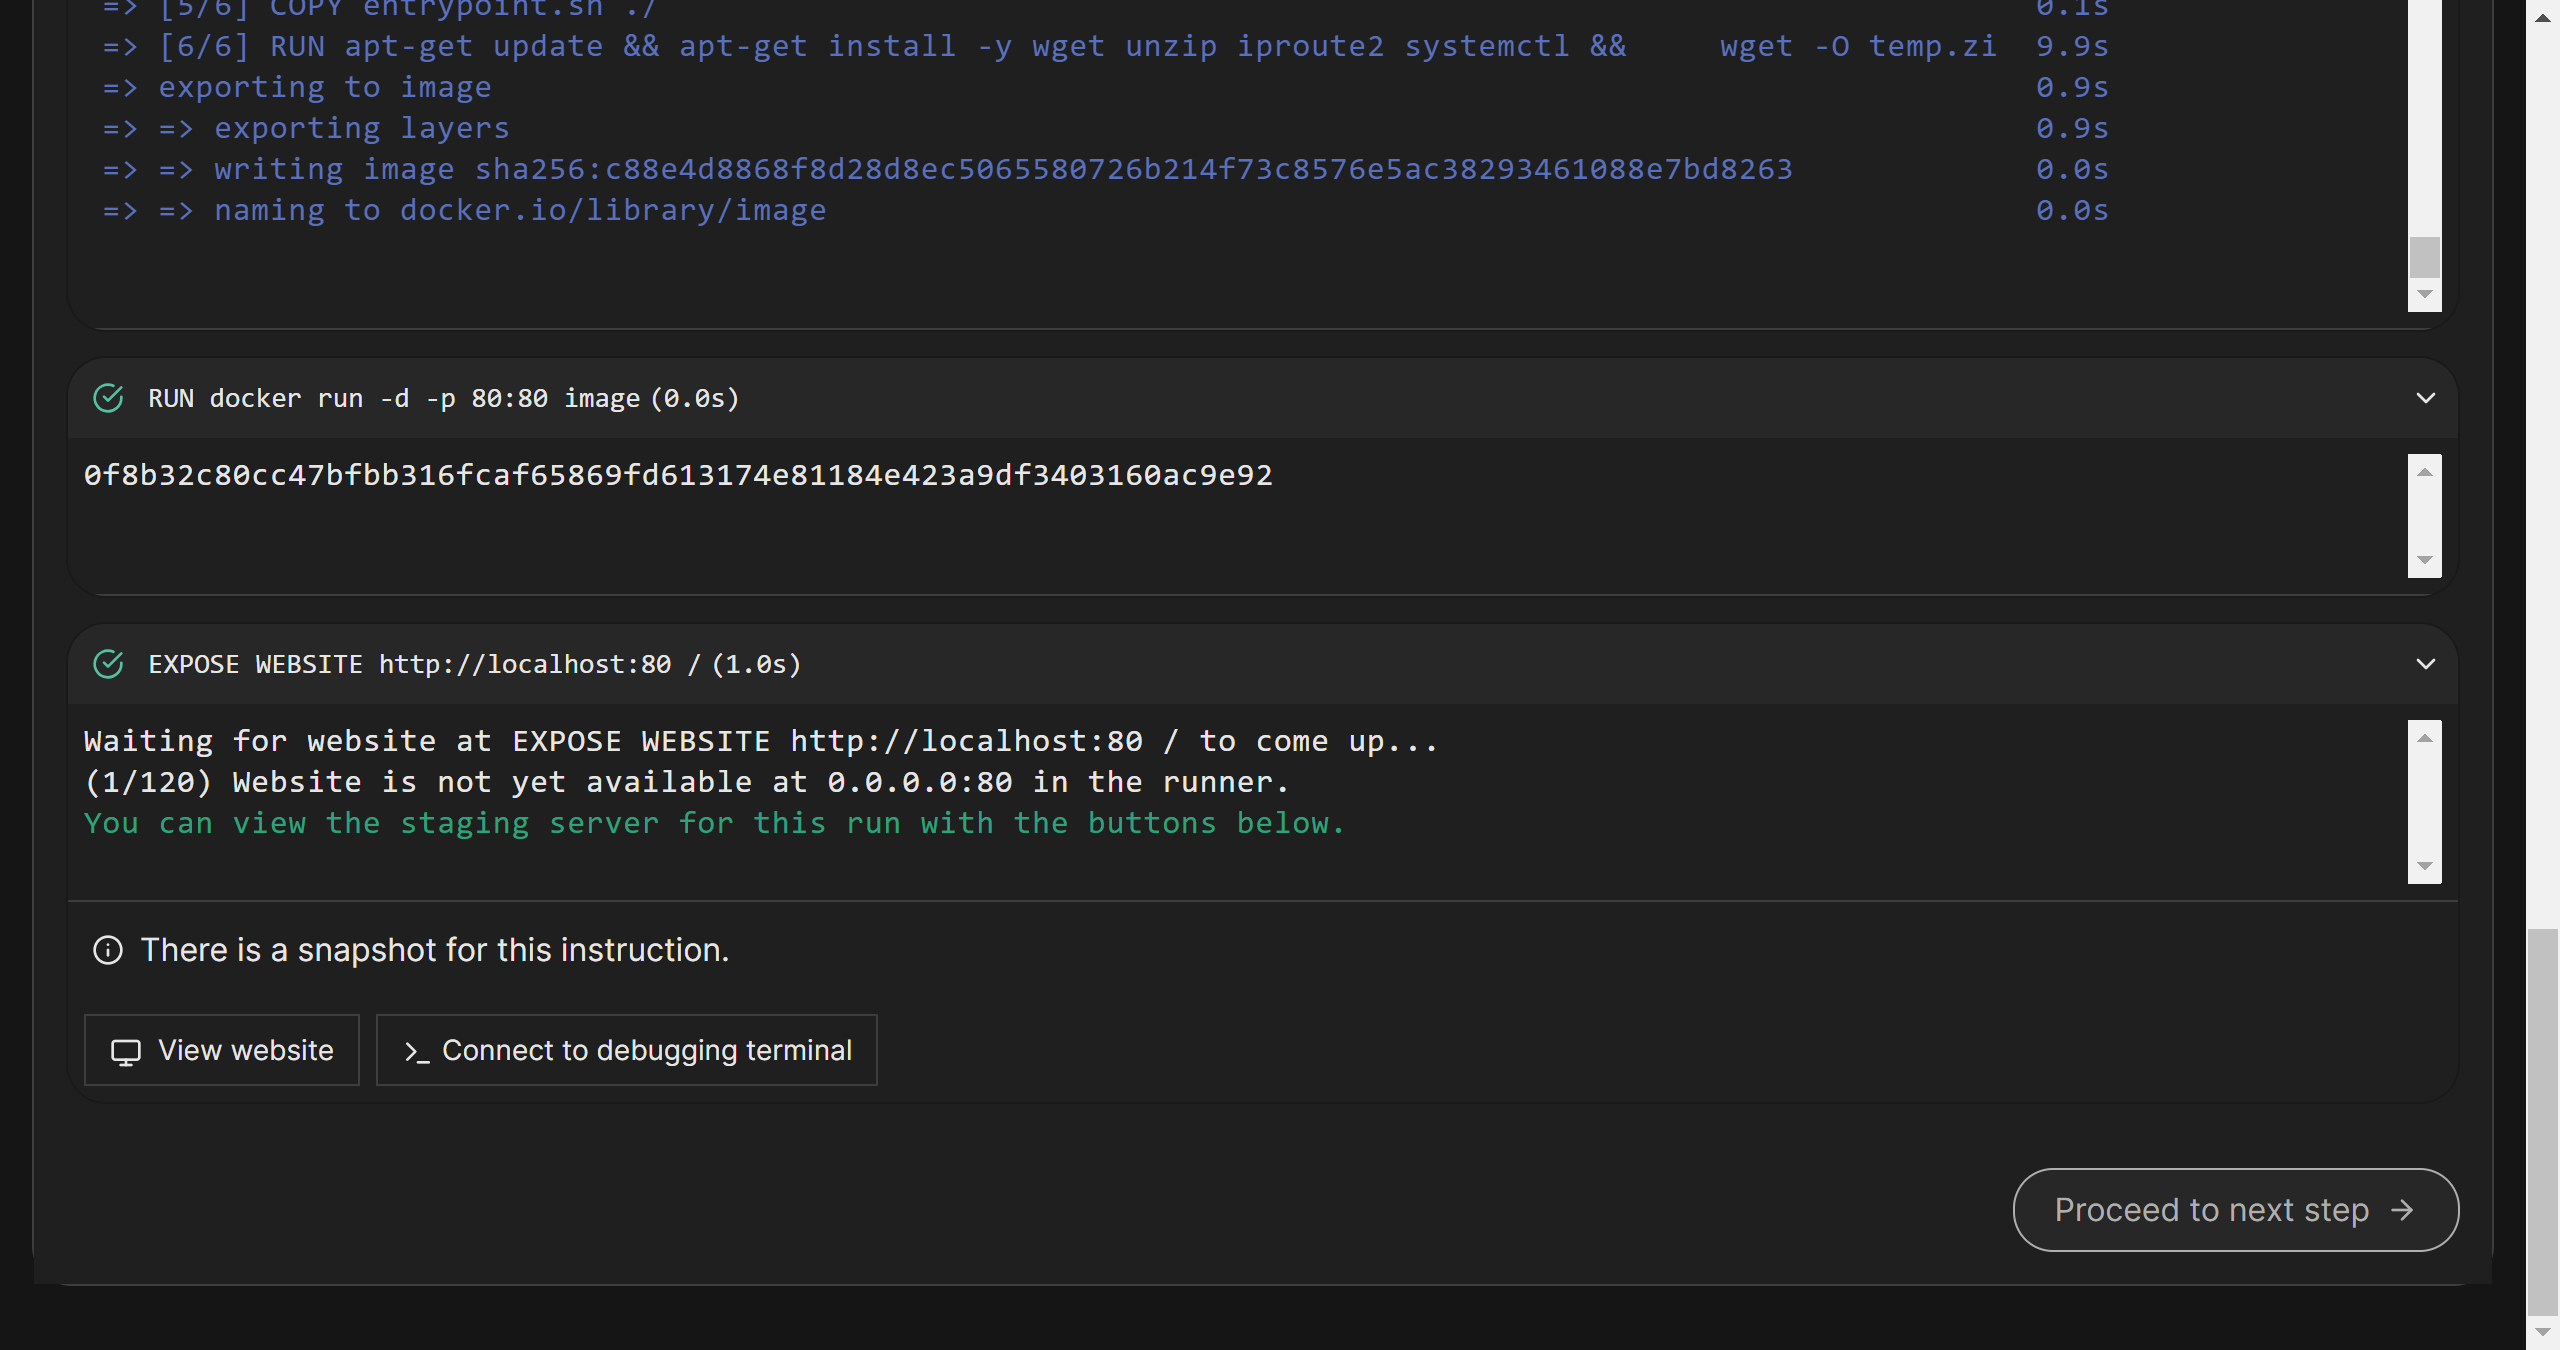 => [5/6] COPY entrypoint.sh ./ 0.1s
=> [6/6] RUN apt-get update && apt-get install -y wget unzip iproute2 systemctl &&     wget -O temp.zi 9.9s
=> exporting to image 0.9s
=> => exporting layers 0.9s
=> => writing image sha256:c88e4d8868f8d28d8ec5065580726b214f73c8576e5ac38293461088e7bd8263 0.0s
=> => naming to docker.io/library/image 0.0s
RUN docker run -d -p 80:80 image (0.0s)
0f8b32c80cc47bfbb316fcaf65869fd613174e81184e423a9df3403160ac9e92
EXPOSE WEBSITE http://localhost:80 / (1.0s)
Waiting for website at EXPOSE WEBSITE http://localhost:80 / to come up...
(1/120) Website is not yet available at 0.0.0.0:80 in the runner.
You can view the staging server for this run with the buttons below.
There is a snapshot for this instruction.
View website
Connect to debugging terminal
Proceed to next step